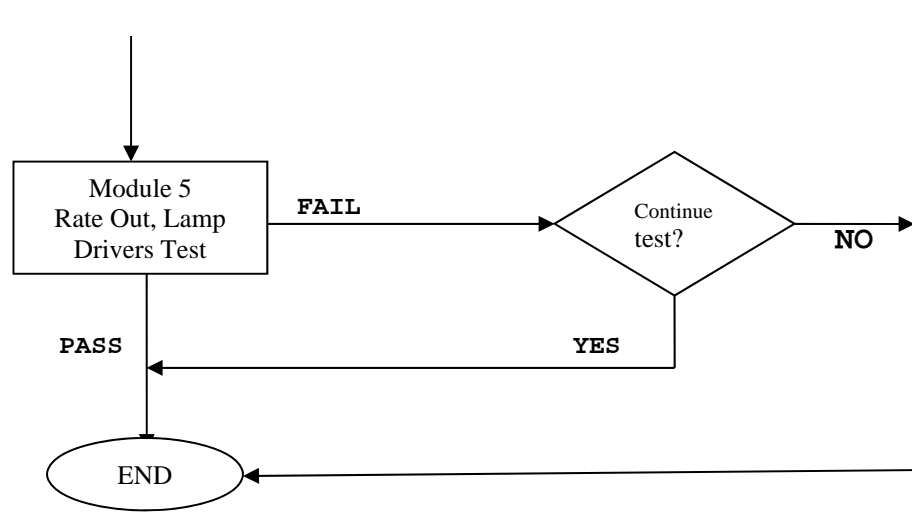 Module 5
Rate Out, Lamp
Drivers Test
FAIL
Continue
test?
NO
PASS
YES
END